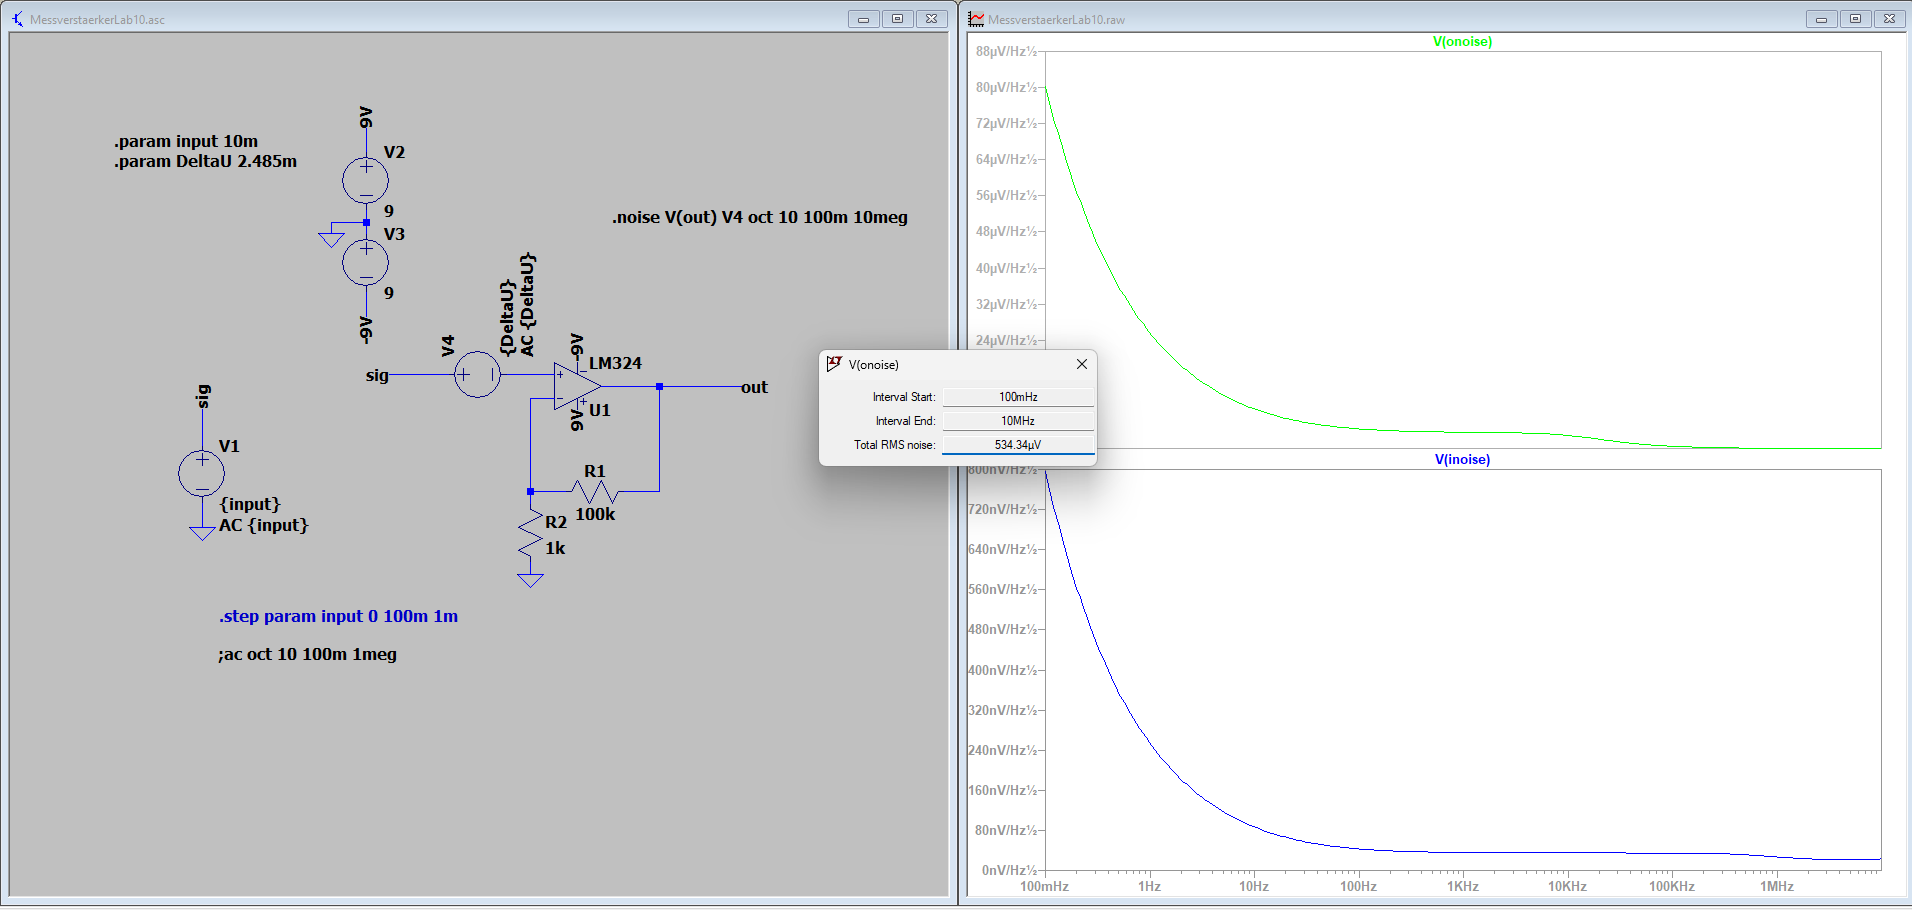 MessverstaerkerLab10.asc
.param input 10m
.param DeltaU 2.485m
9V
V2
9
V3
9
-9V
.noise V(out) V4 oct 10 100m 10meg
V4
{DeltaU}
AC {DeltaU}
-9V
LM324
sig
out
U1
9V
sig
V1
{input}
AC {input}
R1
100k
R2
1k
.step param input 0 100m 1m
;ac oct 10 100m 1meg
MessverstaerkerLab10.raw
V(onoise)
88µV/Hz½
80µV/Hz½
72µV/Hz½
64µV/Hz½
56µV/Hz½
48µV/Hz½
40µV/Hz½
32µV/Hz½
24µV/Hz½
V(onoise)
Interval Start: 100mHz
Interval End: 10MHz
Total RMS noise: 534.34µV
V(inoise)
800nV/Hz½
720nV/Hz½
640nV/Hz½
560nV/Hz½
480nV/Hz½
400nV/Hz½
320nV/Hz½
240nV/Hz½
160nV/Hz½
80nV/Hz½
0nV/Hz½
100mHz 1Hz 10Hz 100Hz 1KHz 10KHz 100KHz 1MHz